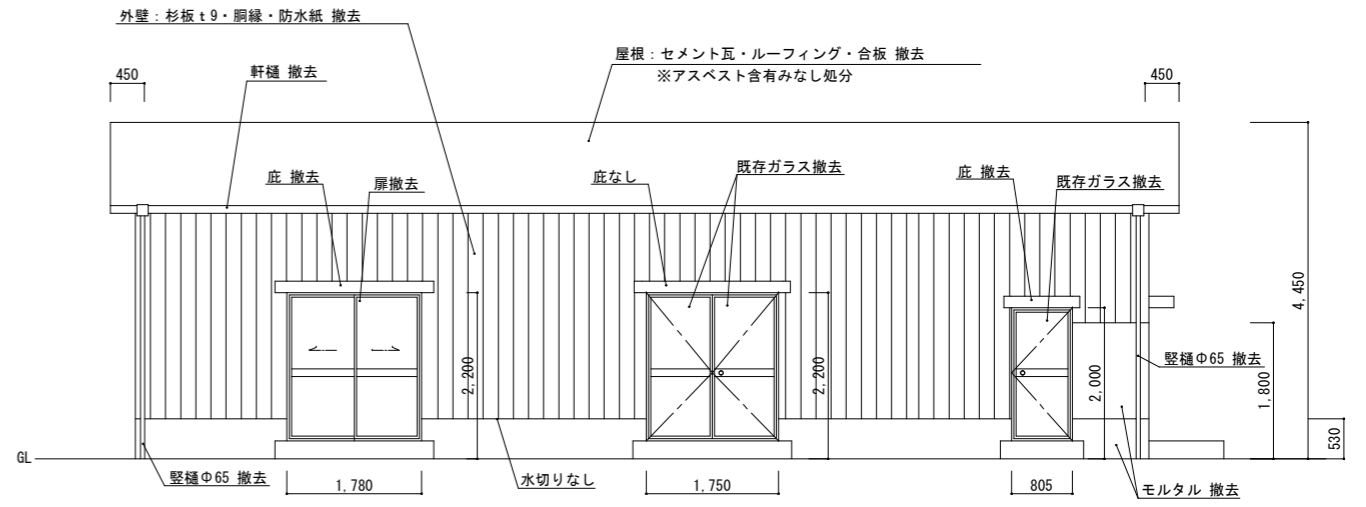 外壁：杉板ｔ9・胴縁・防水紙 撤去
屋根：セメント瓦・ルーフィング・合板 撤去
※アスベスト含有みなし処分
450
軒樋 撤去
450
庇 撤去
扉撤去
庇なし
既存ガラス撤去
庇 撤去
既存ガラス撤去
4,450
2,200
2,200
2,000
竪樋Φ65 撤去
1,800
530
GL
竪樋Φ65 撤去
1,780
水切りなし
1,750
805
モルタル 撤去